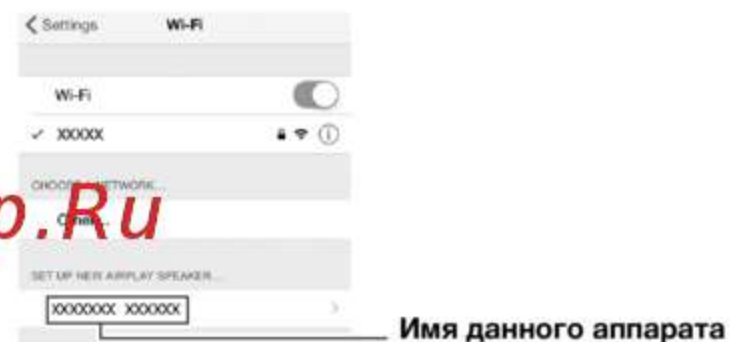 Settings Wi-Fi
Wi-Fi
XXXXX
CHOOSE A NETWORK...
Other...
p.Ru
SET UP NEW AIRPLAY SPEAKER...
XXXXXXX XXXXXX
Имя данного аппарата